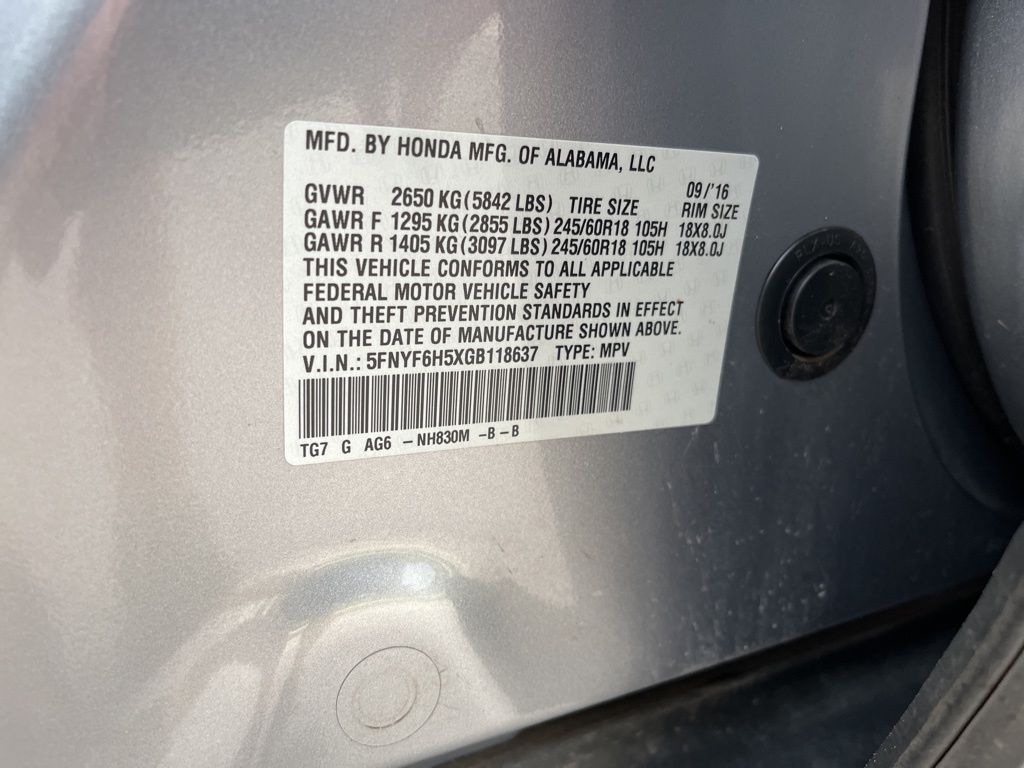 MFD. BY HONDA MFG. OF ALABAMA, LLC
09/'16
GVWR 2650 KG(5842 LBS) TIRE SIZE RIM SIZE
GAWR F 1295 KG(2855 LBS) 245/60R18 105H 18X8.0J
GAWR R 1405 KG(3097 LBS) 245/60R18 105H 18X8.0J
THIS VEHICLE CONFORMS TO ALL APPLICABLE
FEDERAL MOTOR VEHICLE SAFETY
AND THEFT PREVENTION STANDARDS IN EFFECT
ON THE DATE OF MANUFACTURE SHOWN ABOVE.
V.I.N.: 5FNYF6H5XGB118637 TYPE: MPV
TG7 G AG6 -NH830M -B-B